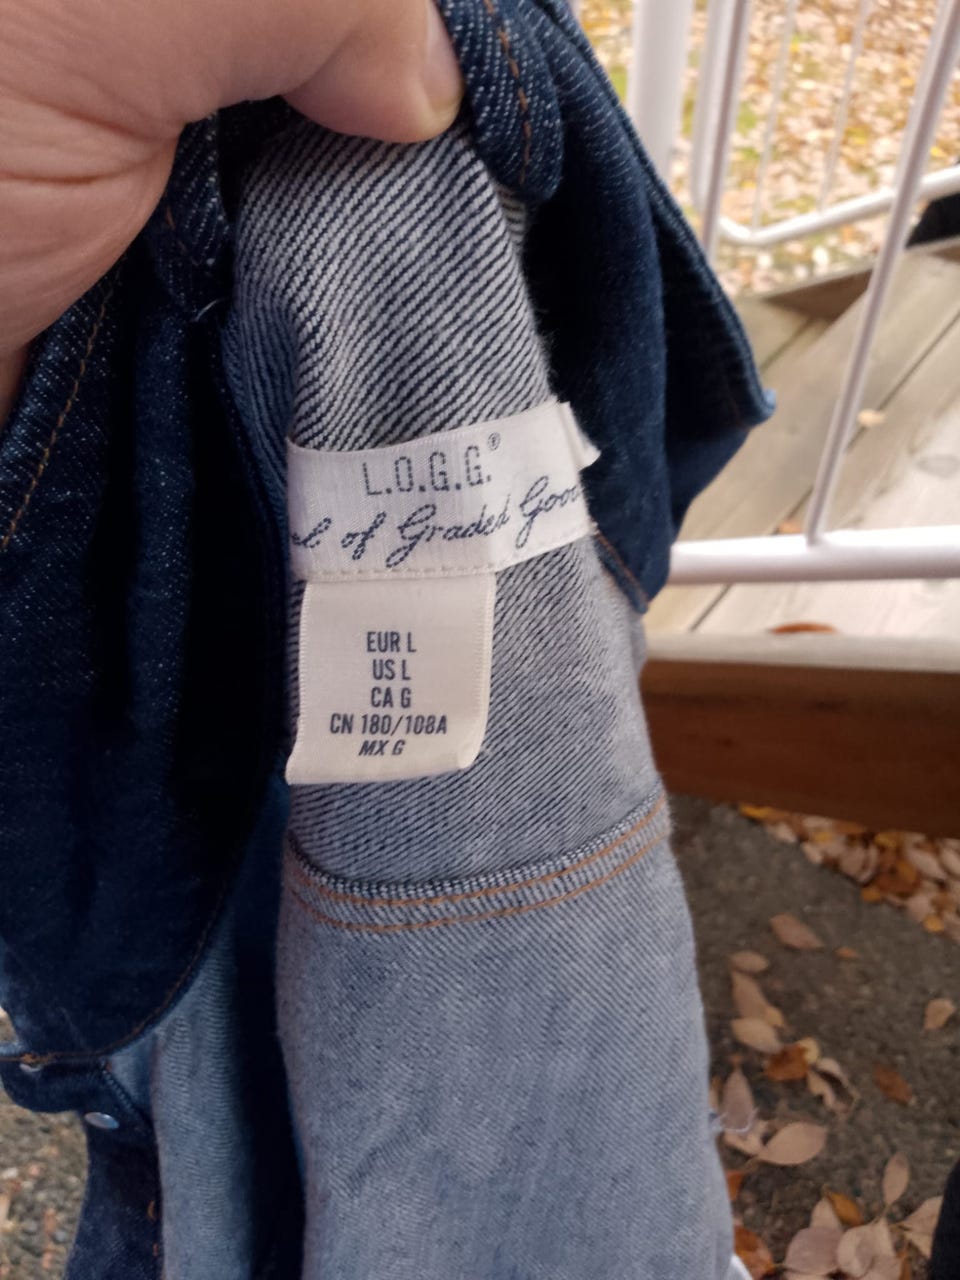 L.O.G.G.®
of Graded
EUR L
US L
CA G
CN 180/108A
MX G